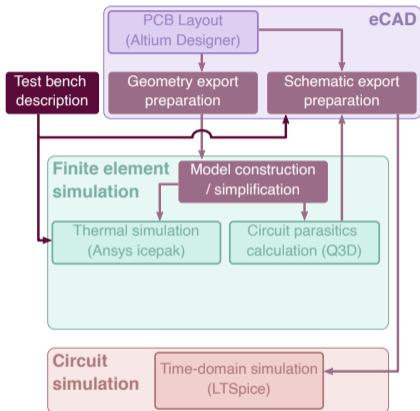 PCB Layout
(Altium Designer)
eCAD
Test bench
description
Geometry export
preparation
Schematic export
preparation
Finite element
simulation
Model construction
/ simplification
Thermal simulation
(Ansys icepak)
Circuit parasitics
calculation (Q3D)
Circuit
simulation
Time-domain simulation
(LTSpice)